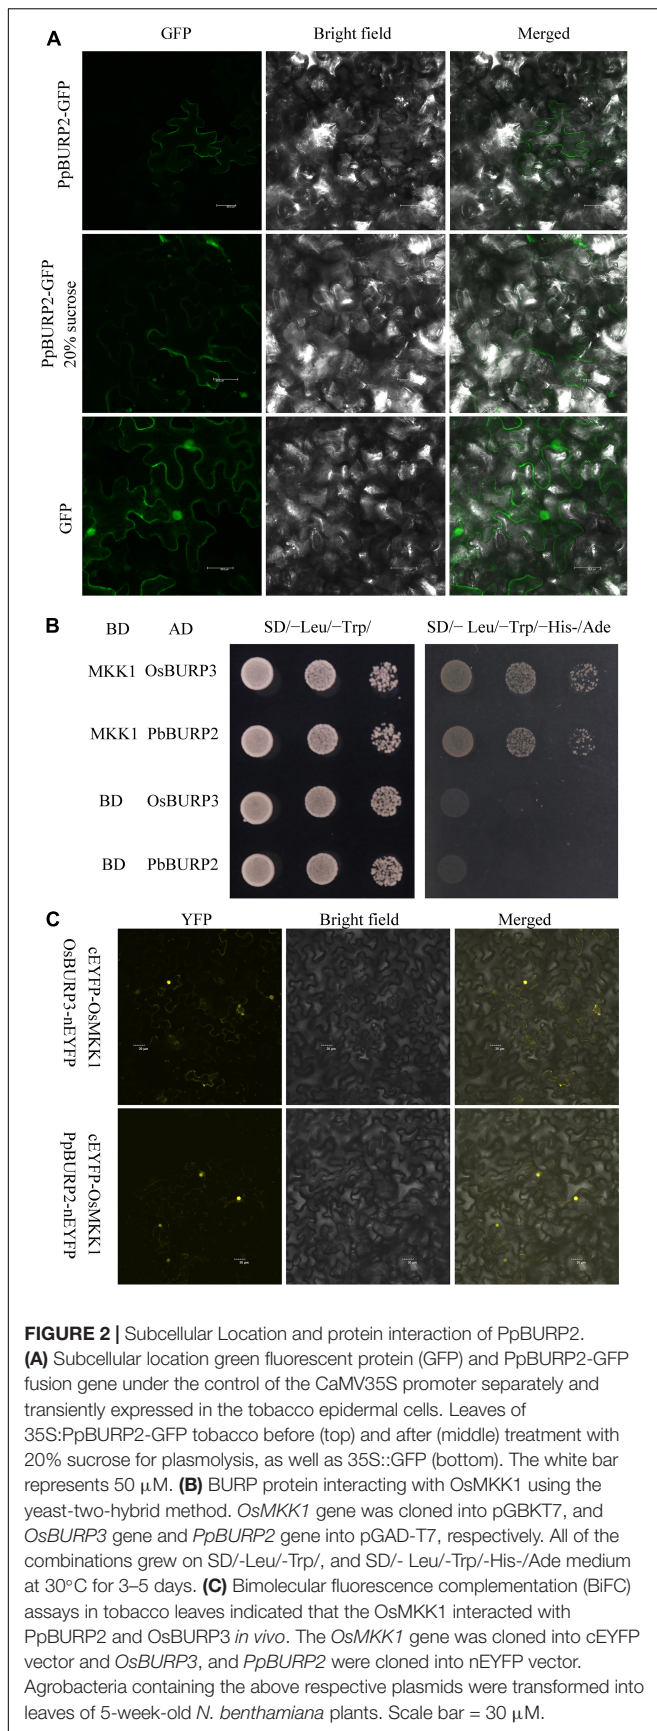 A
GFP
Bright field
Merged
PpBURP2-GFP
PpBURP2-GFP
20% sucrose
GFP
B
BD
AD
SD/−Leu/−Trp/
SD/− Leu/−Trp/−His-/Ade
MKK1
OsBURP3
MKK1
PbBURP2
BD
OsBURP3
BD
PbBURP2
C
YFP
Bright field
Merged
cEYFP-OsMKK1
OsBURP3-nEYFP
cEYFP-OsMKK1
PpBURP2-nEYFP
FIGURE 2 | Subcellular Location and protein interaction of PpBURP2.
(A) Subcellular location green fluorescent protein (GFP) and PpBURP2-GFP
fusion gene under the control of the CaMV35S promoter separately and
transiently expressed in the tobacco epidermal cells. Leaves of
35S:PpBURP2-GFP tobacco before (top) and after (middle) treatment with
20% sucrose for plasmolysis, as well as 35S::GFP (bottom). The white bar
represents 50 μM. (B) BURP protein interacting with OsMKK1 using the
yeast-two-hybrid method. OsMKK1 gene was cloned into pGBKT7, and
OsBURP3 gene and PpBURP2 gene into pGAD-T7, respectively. All of the
combinations grew on SD/-Leu/-Trp/, and SD/- Leu/-Trp/-His-/Ade medium
at 30°C for 3–5 days. (C) Bimolecular fluorescence complementation (BiFC)
assays in tobacco leaves indicated that the OsMKK1 interacted with
PpBURP2 and OsBURP3 in vivo. The OsMKK1 gene was cloned into cEYFP
vector and OsBURP3, and PpBURP2 were cloned into nEYFP vector.
Agrobacteria containing the above respective plasmids were transformed into
leaves of 5-week-old N. benthamiana plants. Scale bar = 30 μM.